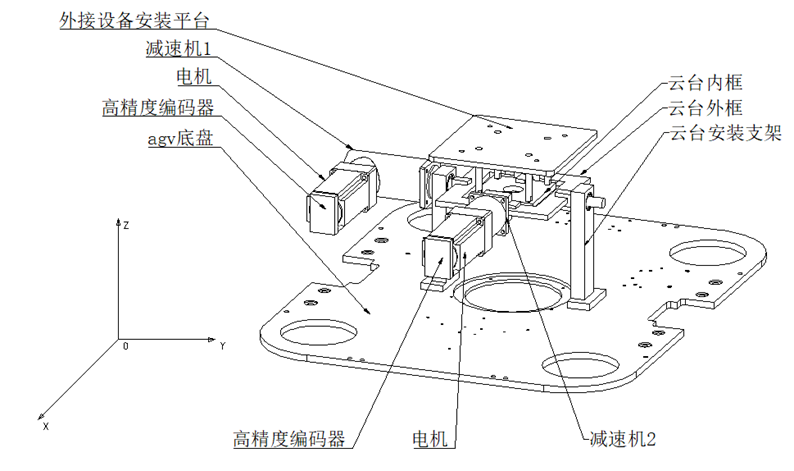 外接设备安装平台
减速机1
电机
高精度编码器
agv底盘
云台内框
云台外框
云台安装支架
Z
O
Y
X
高精度编码器
电机
减速机2